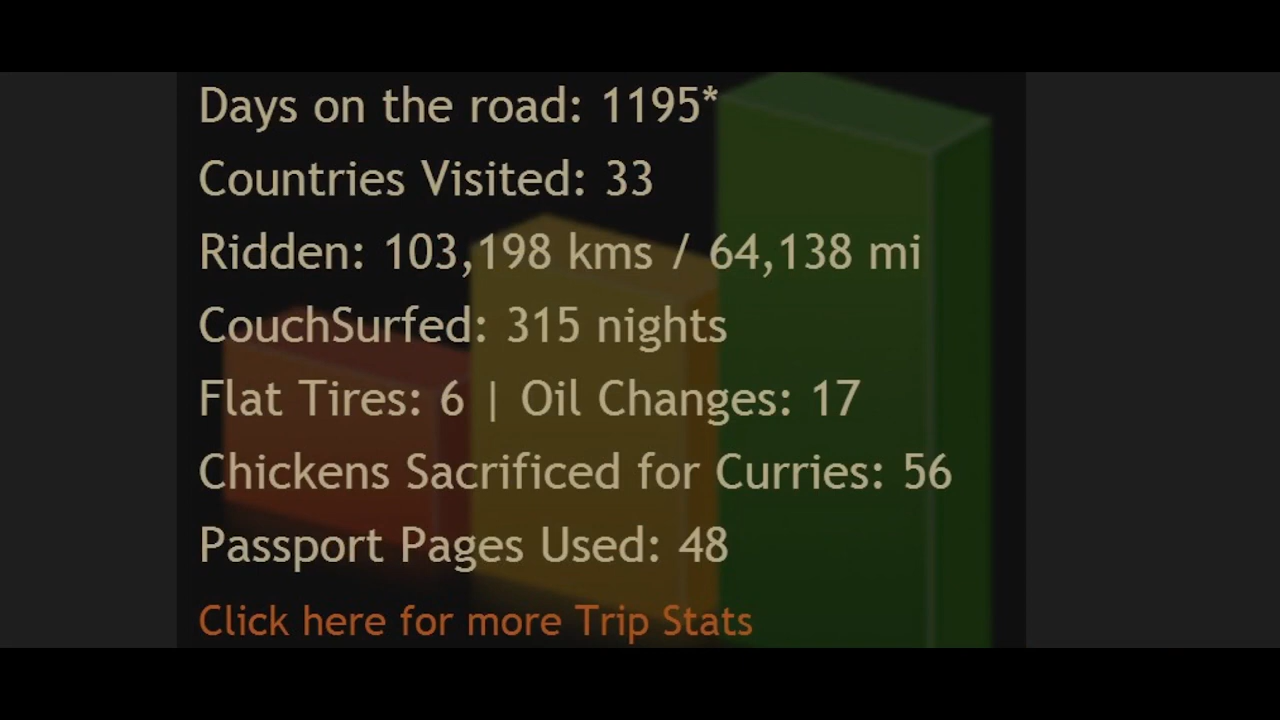 Days on the road: 1195*
Countries Visited: 33
Ridden: 103,198 kms / 64,138 mi
CouchSurfed: 315 nights
Flat Tires: 6 | Oil Changes: 17
Chickens Sacrificed for Curries: 56
Passport Pages Used: 48
Click here for more Trip Stats